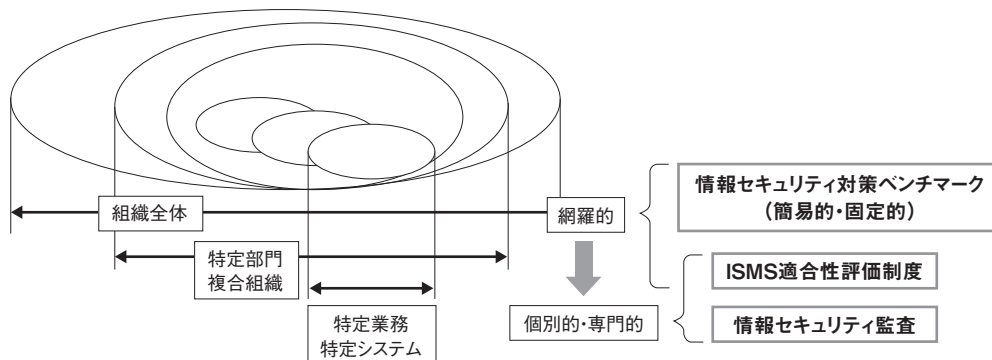 組織全体
網羅的
情報セキュリティ対策ベンチマーク
(簡易的・固定的)
特定部門
複合組織
ISMS適合性評価制度
特定業務
特定システム
個別的・専門的
情報セキュリティ監査